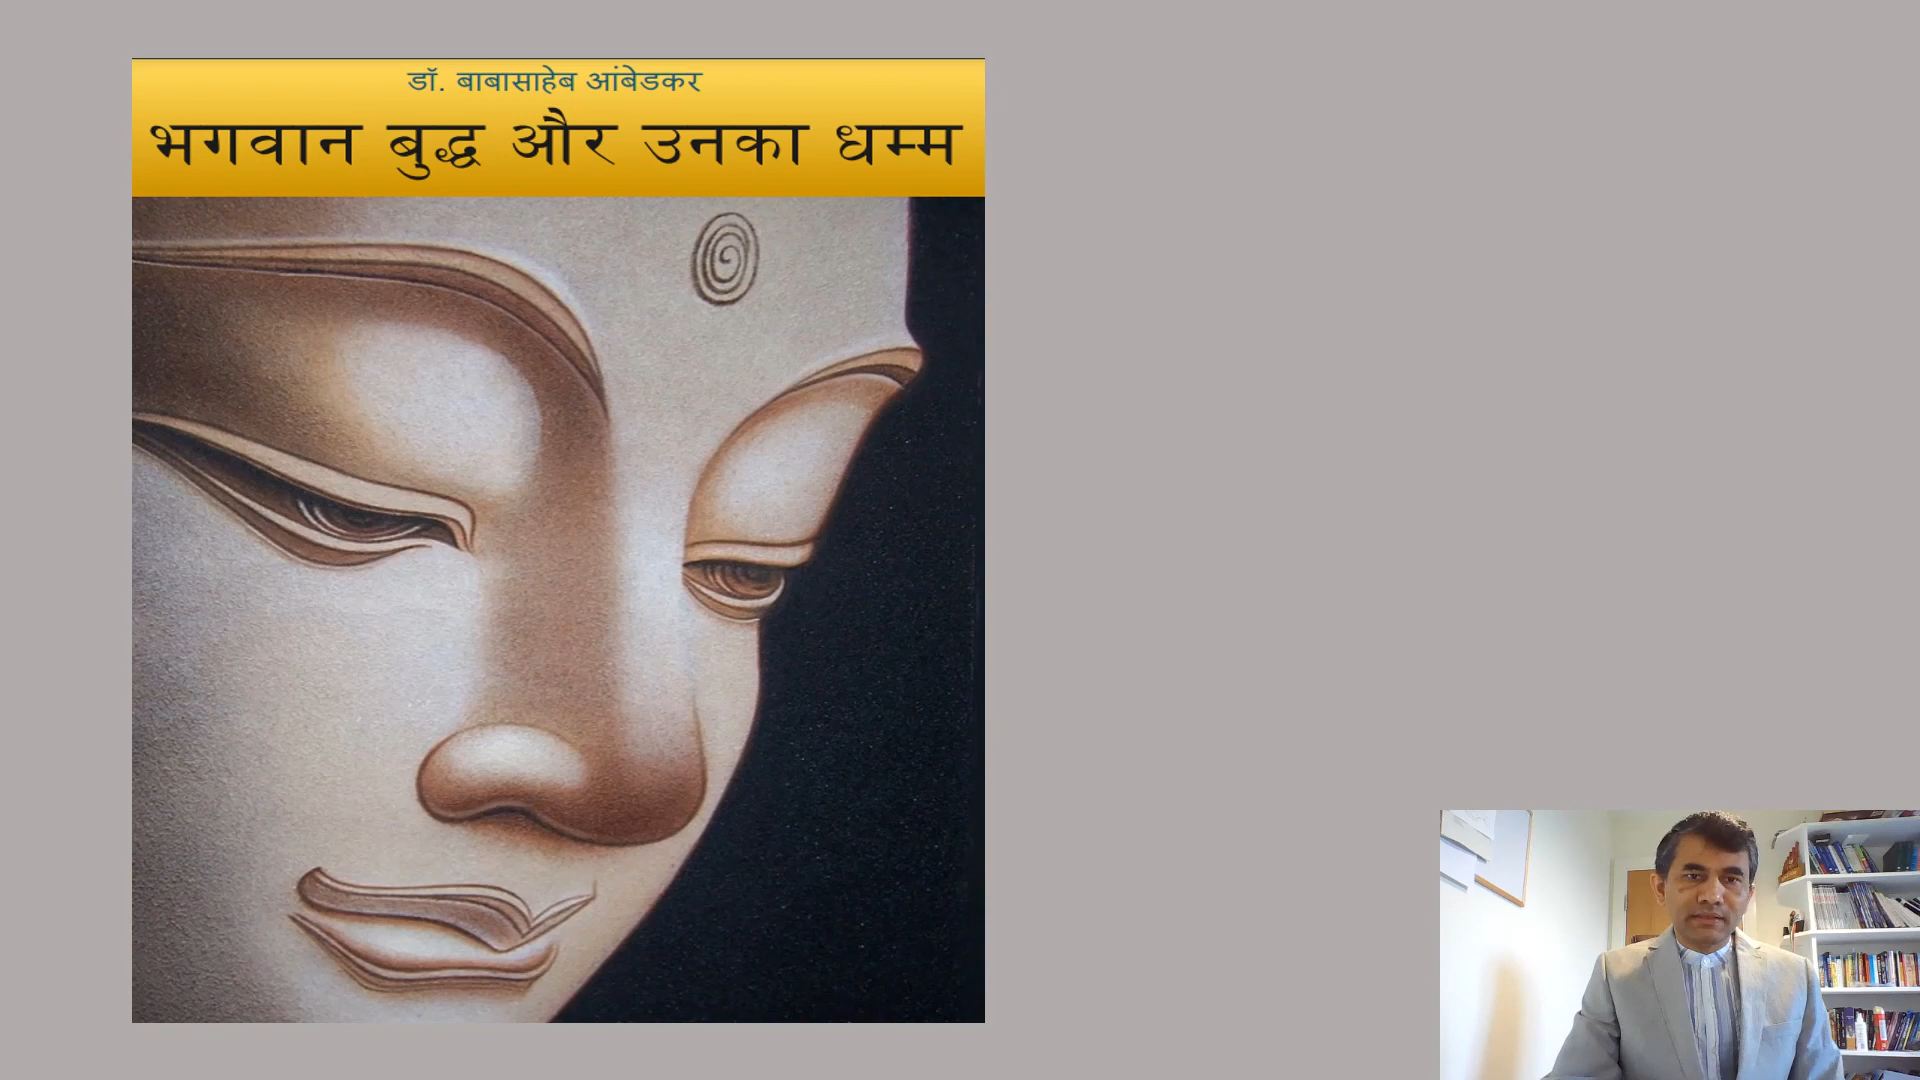 डॉ. बाबासाहेब आंबेडकर
भगवान बुद्ध और उनका धम्म